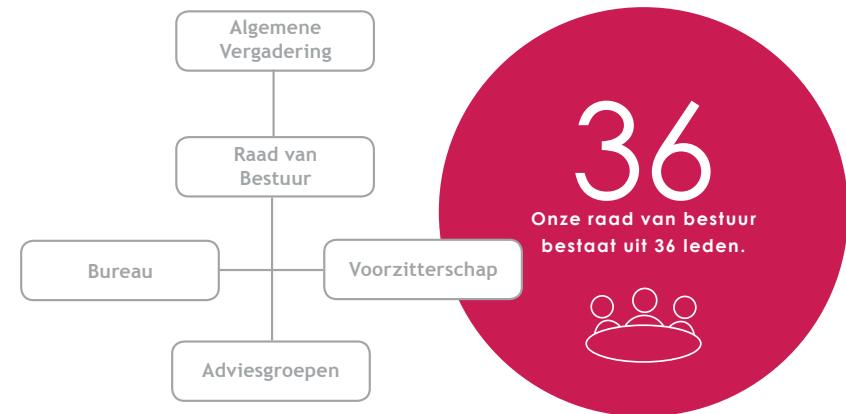 Algemene
Vergadering
Raad van
Bestuur
Bureau
Voorzitterschap
Adviesgroepen
36
Onze raad van bestuur
bestaat uit 36 leden.